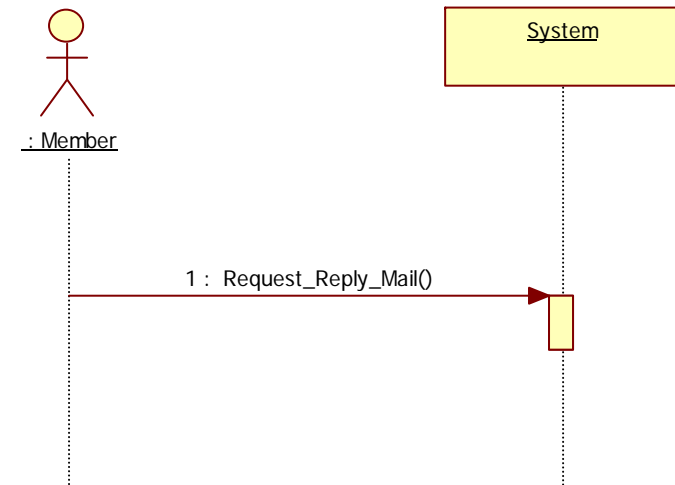 System
: Member
1 : Request_Reply_Mail()